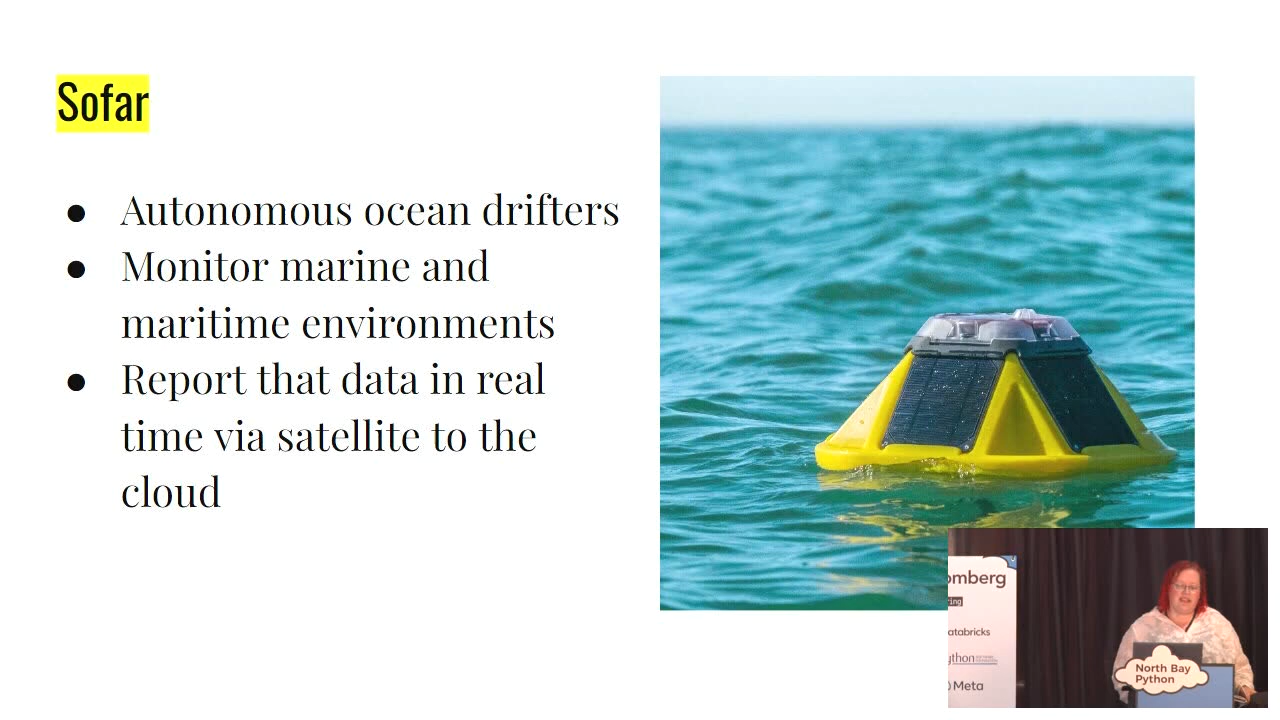 Sofar
● Autonomous ocean drifters
● Monitor marine and
maritime environments
● Report that data in real
time via satellite to the
cloud
omberg
ring
atabricks
ython
Meta
North Bay
Python